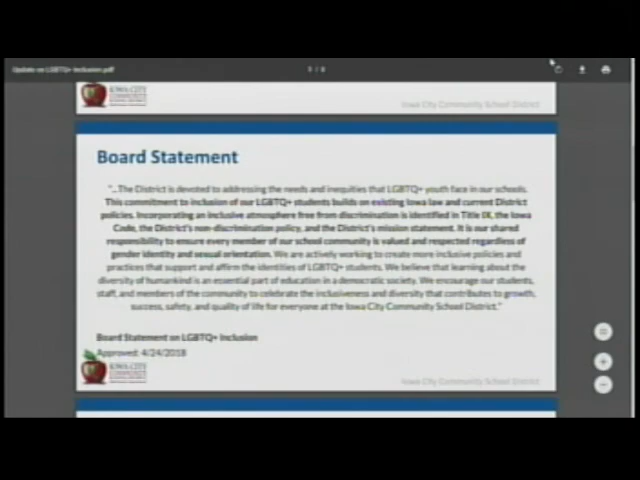 Update on LGBTQ+ Inclusion.pdf
IOWA CITY
COMMUNITY
Iowa City Community School District
Board Statement
"...The District is devoted to addressing the needs and inequities that LGBTQ+ youth face in our schools.
This commitment to inclusion of our LGBTQ+ students builds on existing Iowa law and current District
policies. Incorporating an inclusive atmosphere free from discrimination is identified in Title IX, the Iowa
Code, the District's non-discrimination policy, and the District's mission statement. It is our shared
responsibility to ensure every member of our school community is valued and respected regardless of
gender identity and sexual orientation. We are actively working to create more inclusive policies and
practices that support and affirm the identities of LGBTQ+ students. We believe that learning about the
diversity of humankind is an essential part of education in a democratic society. We encourage our students,
staff, and members of the community to celebrate the inclusiveness and diversity that contributes to growth,
success, safety, and quality of life for everyone at the Iowa City Community School District."
Board Statement on LGBTQ+ Inclusion
Approved: 4/24/2018
IOWA CITY
COMMUNITY
Iowa City Community School District